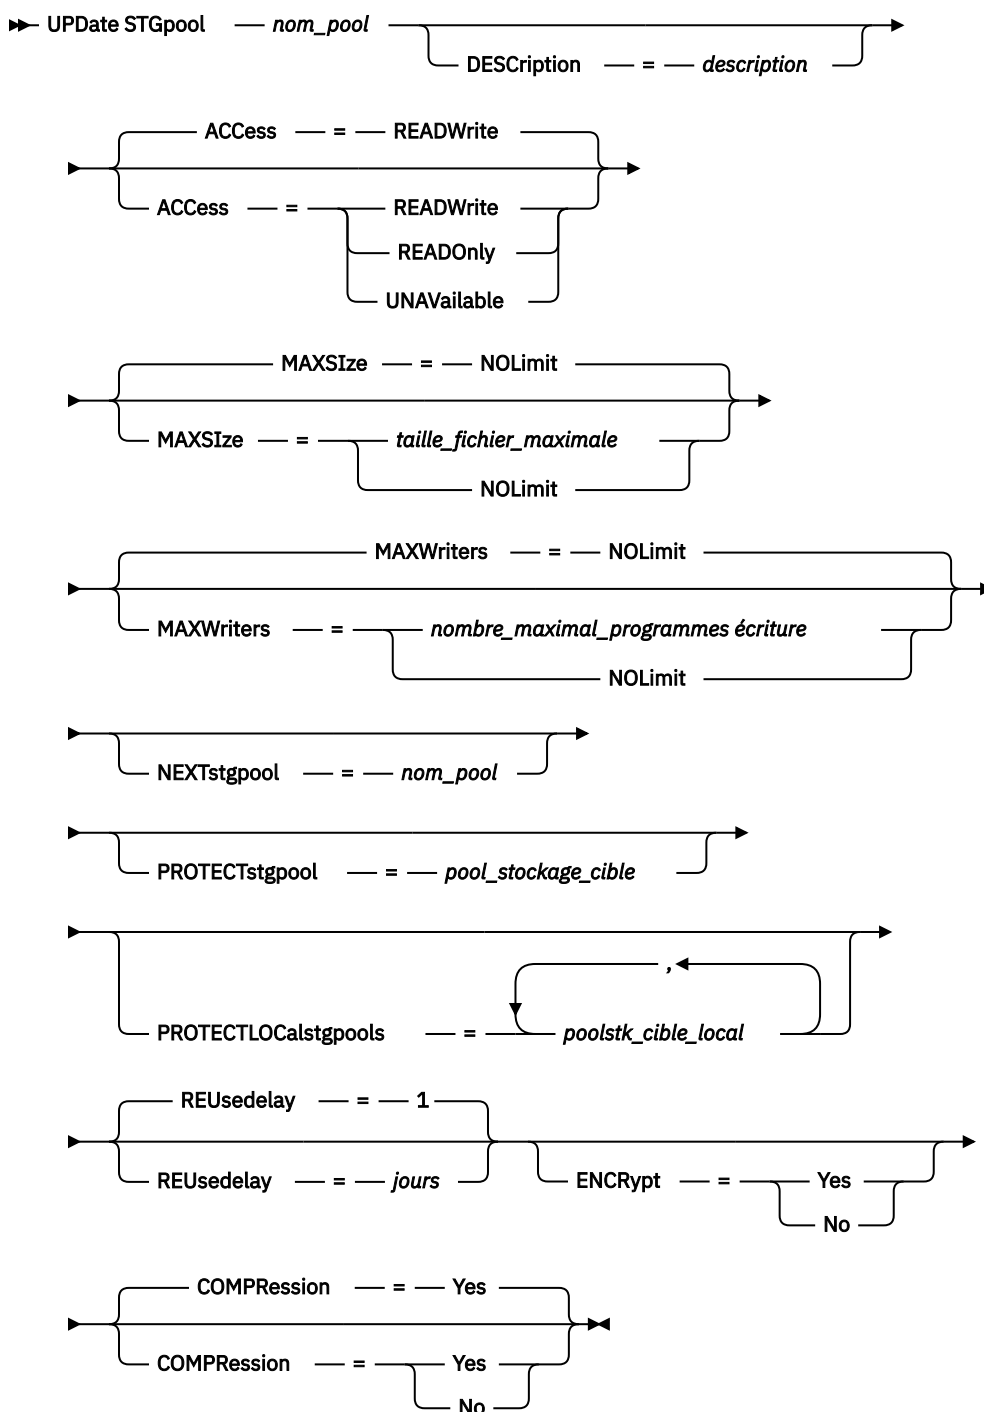 UPDate STGpool — nom_pool
DESCription — = — description
ACCess — = — READWrite
ACCess — = — READWrite
READOnly
UNAVailable
MAXSIze — = — NOLimit
MAXSIze — = — taille_fichier_maximale
NOLimit
MAXWriters — = — NOLimit
MAXWriters — = — nombre_maximal_programmes écriture
NOLimit
NEXTstgpool — = — nom_pool
PROTECTstgpool — = — pool_stockage_cible
,
PROTECTLOCalstgpools — = — poolstk_cible_local
REUsedelay — = — 1
REUsedelay — = — jours ENCRypt — = — Yes
No
COMPRession — = — Yes
COMPRession — = — Yes
No